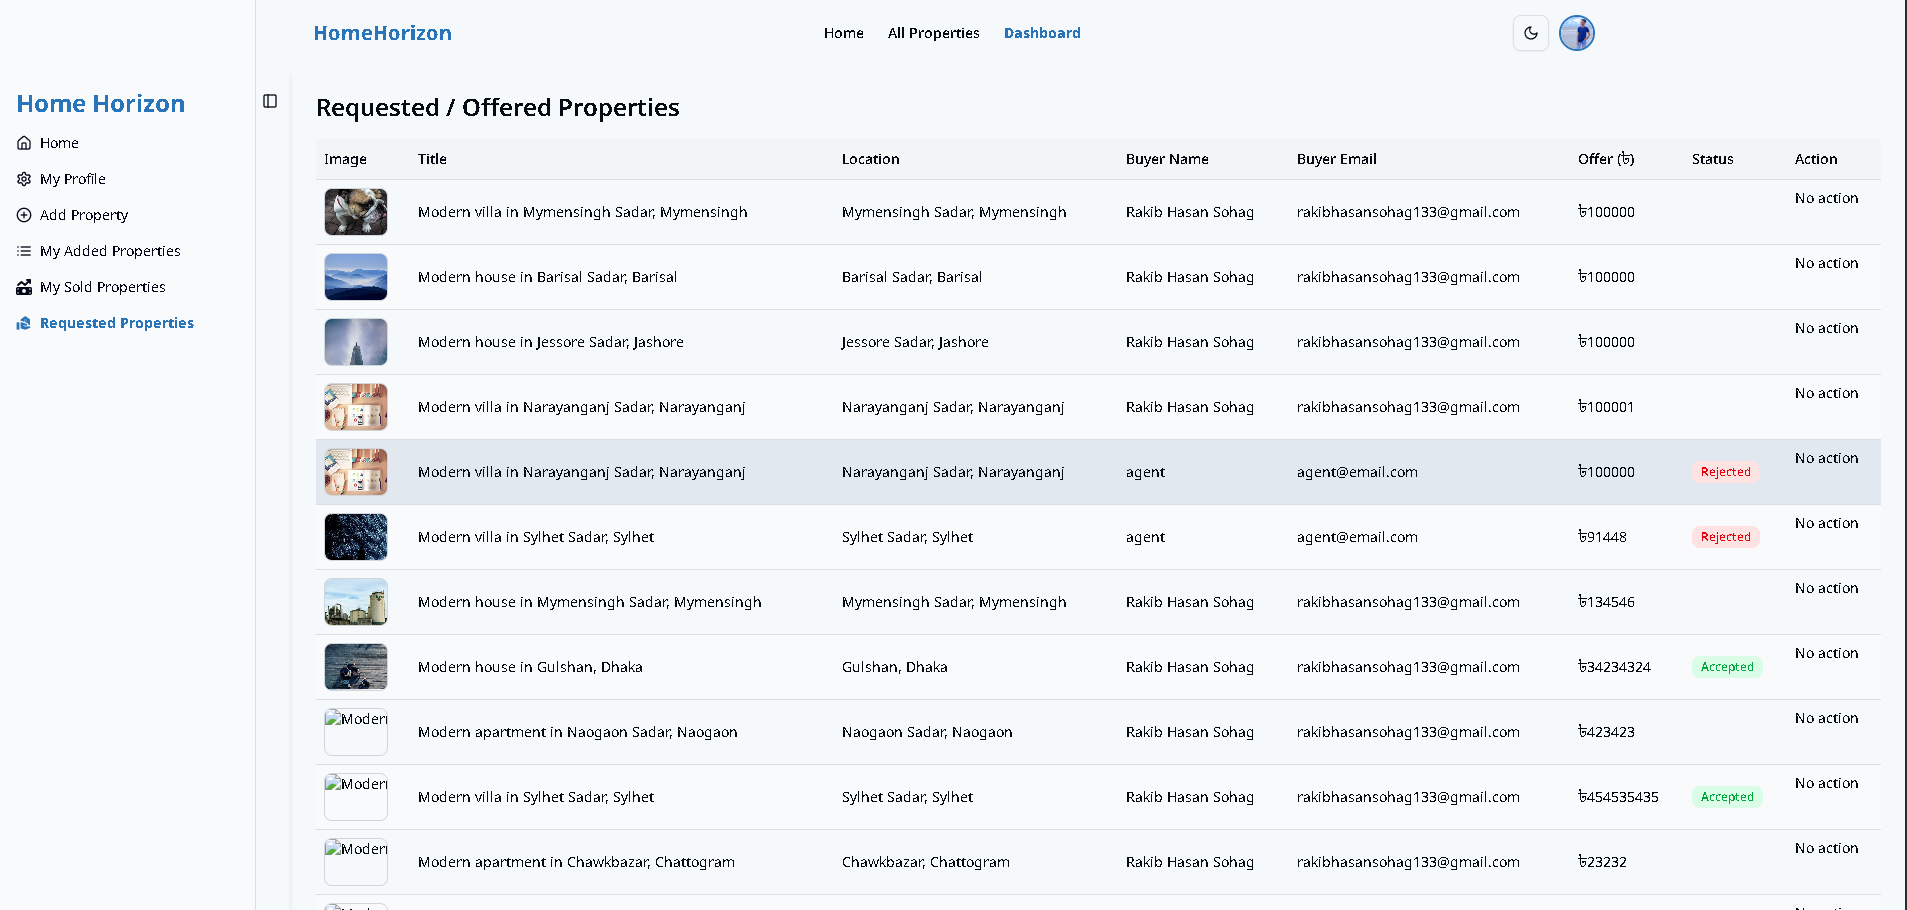 HomeHorizon
Home All Properties Dashboard
Home Horizon
Home
My Profile
Add Property
My Added Properties
My Sold Properties
Requested Properties
Requested / Offered Properties
Image Title Location Buyer Name Buyer Email Offer (৳) Status Action
Modern villa in Mymensingh Sadar, Mymensingh Mymensingh Sadar, Mymensingh Rakib Hasan Sohag rakibhasansohag133@gmail.com ৳100000 No action
Modern house in Barisal Sadar, Barisal Barisal Sadar, Barisal Rakib Hasan Sohag rakibhasansohag133@gmail.com ৳100000 No action
Modern house in Jessore Sadar, Jashore Jessore Sadar, Jashore Rakib Hasan Sohag rakibhasansohag133@gmail.com ৳100000 No action
Modern villa in Narayanganj Sadar, Narayanganj Narayanganj Sadar, Narayanganj Rakib Hasan Sohag rakibhasansohag133@gmail.com ৳100001 No action
Modern villa in Narayanganj Sadar, Narayanganj Narayanganj Sadar, Narayanganj agent agent@email.com ৳100000 Rejected No action
Modern villa in Sylhet Sadar, Sylhet Sylhet Sadar, Sylhet agent agent@email.com ৳91448 Rejected No action
Modern house in Mymensingh Sadar, Mymensingh Mymensingh Sadar, Mymensingh Rakib Hasan Sohag rakibhasansohag133@gmail.com ৳134546 No action
Modern house in Gulshan, Dhaka Gulshan, Dhaka Rakib Hasan Sohag rakibhasansohag133@gmail.com ৳34234324 Accepted No action
Moderr Modern apartment in Naogaon Sadar, Naogaon Naogaon Sadar, Naogaon Rakib Hasan Sohag rakibhasansohag133@gmail.com ৳423423 No action
Moderr Modern villa in Sylhet Sadar, Sylhet Sylhet Sadar, Sylhet Rakib Hasan Sohag rakibhasansohag133@gmail.com ৳454535435 Accepted No action
Moderr Modern apartment in Chawkbazar, Chattogram Chawkbazar, Chattogram Rakib Hasan Sohag rakibhasansohag133@gmail.com ৳23232 No action